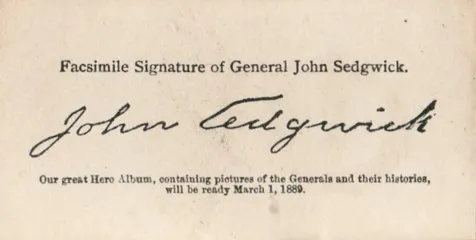 Facsimile Signature of General John Sedgwick.
John Sedgwick
Our great Hero Album, containing pictures of the Generals and their histories,
will be ready March 1, 1889.